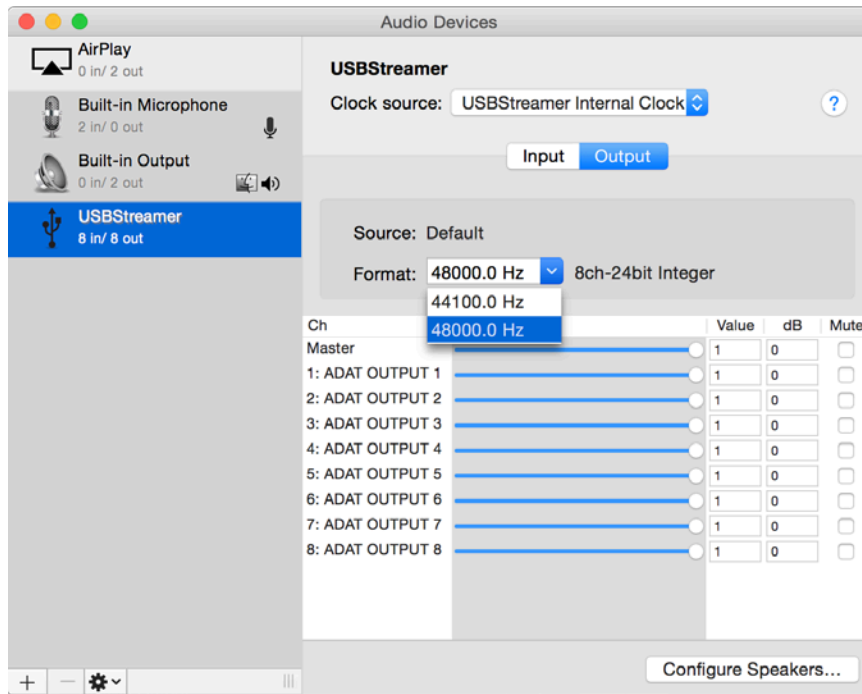 Audio Devices
AirPlay
0 in/ 2 out
Built-in Microphone
2 in/ 0 out
Built-in Output
0 in/ 2 out
USBStreamer
8 in/ 8 out
USBStreamer
Clock source: USBStreamer Internal Clock ?
Input Output
Source: Default
Format: 48000.0 Hz 8ch-24bit Integer
44100.0 Hz
48000.0 Hz
Ch Value dB Mute
Master 1 0
1: ADAT OUTPUT 1 1 0
2: ADAT OUTPUT 2 1 0
3: ADAT OUTPUT 3 1 0
4: ADAT OUTPUT 4 1 0
5: ADAT OUTPUT 5 1 0
6: ADAT OUTPUT 6 1 0
7: ADAT OUTPUT 7 1 0
8: ADAT OUTPUT 8 1 0
Configure Speakers...